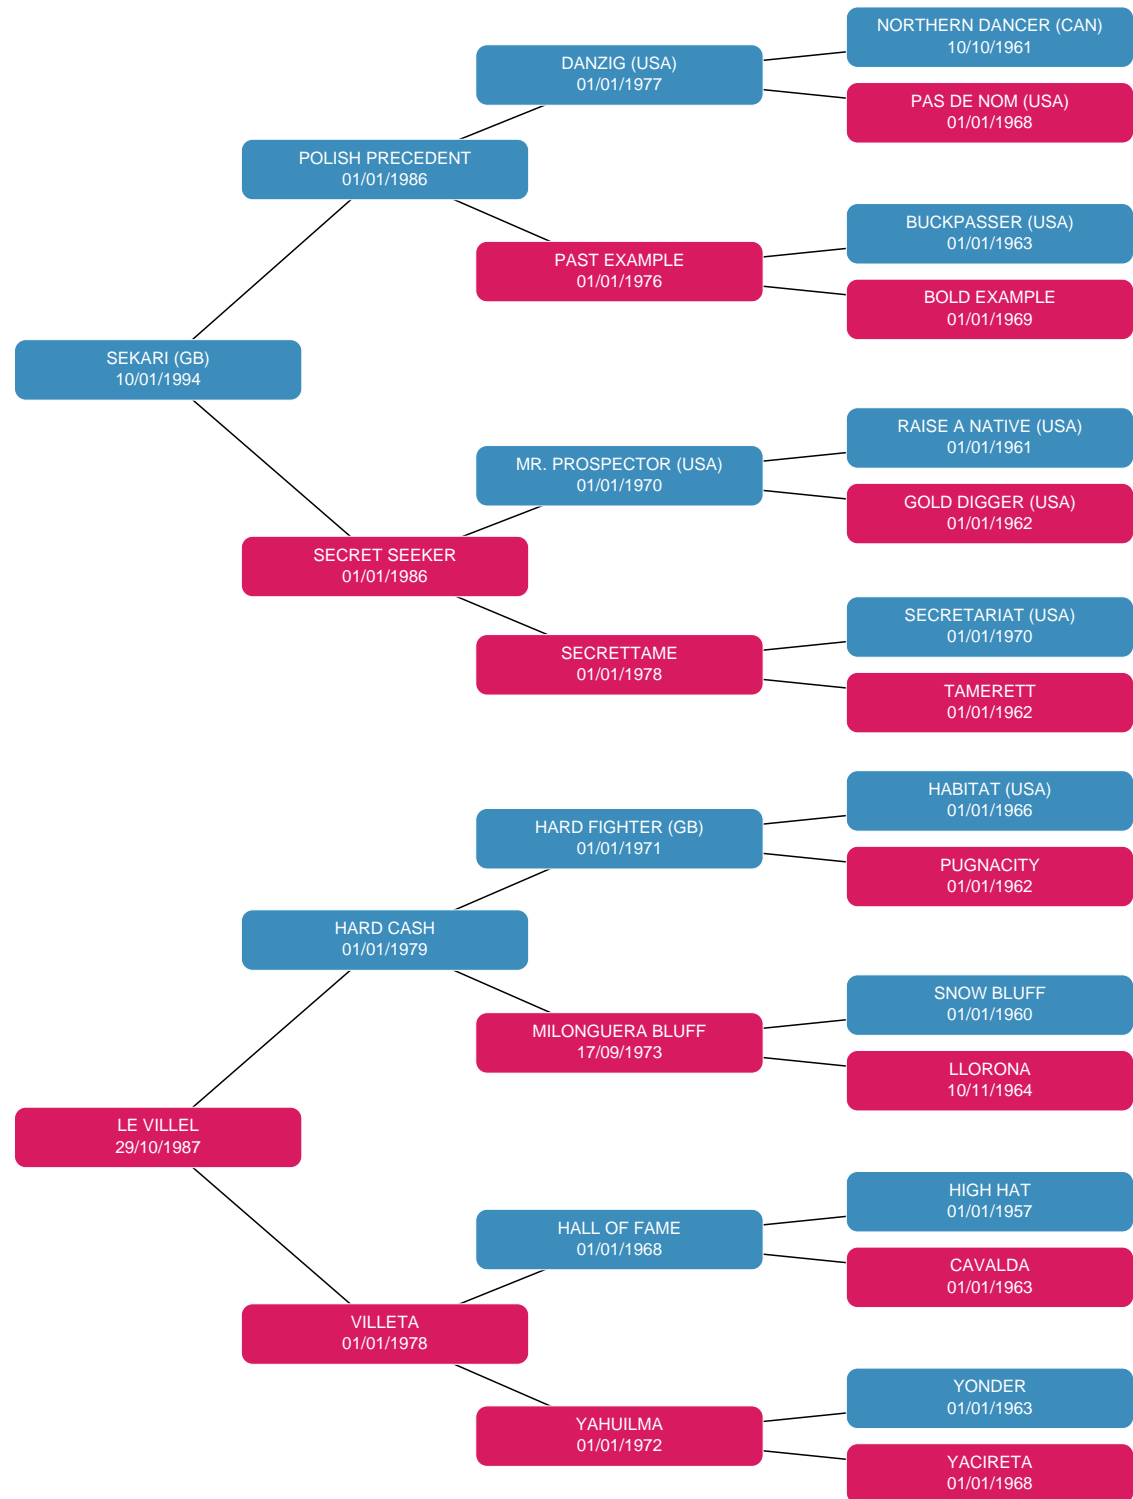 NORTHERN DANCER (CAN)
10/10/1961
DANZIG (USA)
01/01/1977
PAS DE NOM (USA)
01/01/1968
POLISH PRECEDENT
01/01/1986
BUCKPASSER (USA)
01/01/1963
PAST EXAMPLE
01/01/1976
BOLD EXAMPLE
01/01/1969
SEKARI (GB)
10/01/1994
RAISE A NATIVE (USA)
01/01/1961
MR. PROSPECTOR (USA)
01/01/1970
GOLD DIGGER (USA)
01/01/1962
SECRET SEEKER
01/01/1986
SECRETARIAT (USA)
01/01/1970
SECRETTAME
01/01/1978
TAMERETT
01/01/1962
HABITAT (USA)
01/01/1966
HARD FIGHTER (GB)
01/01/1971
PUGNACITY
01/01/1962
HARD CASH
01/01/1979
SNOW BLUFF
01/01/1960
MILONGUERA BLUFF
17/09/1973
LLORONA
10/11/1964
LE VILLEL
29/10/1987
HIGH HAT
01/01/1957
HALL OF FAME
01/01/1968
CAVALDA
01/01/1963
VILLETA
01/01/1978
YONDER
01/01/1963
YAHUILMA
01/01/1972
YACIRETA
01/01/1968